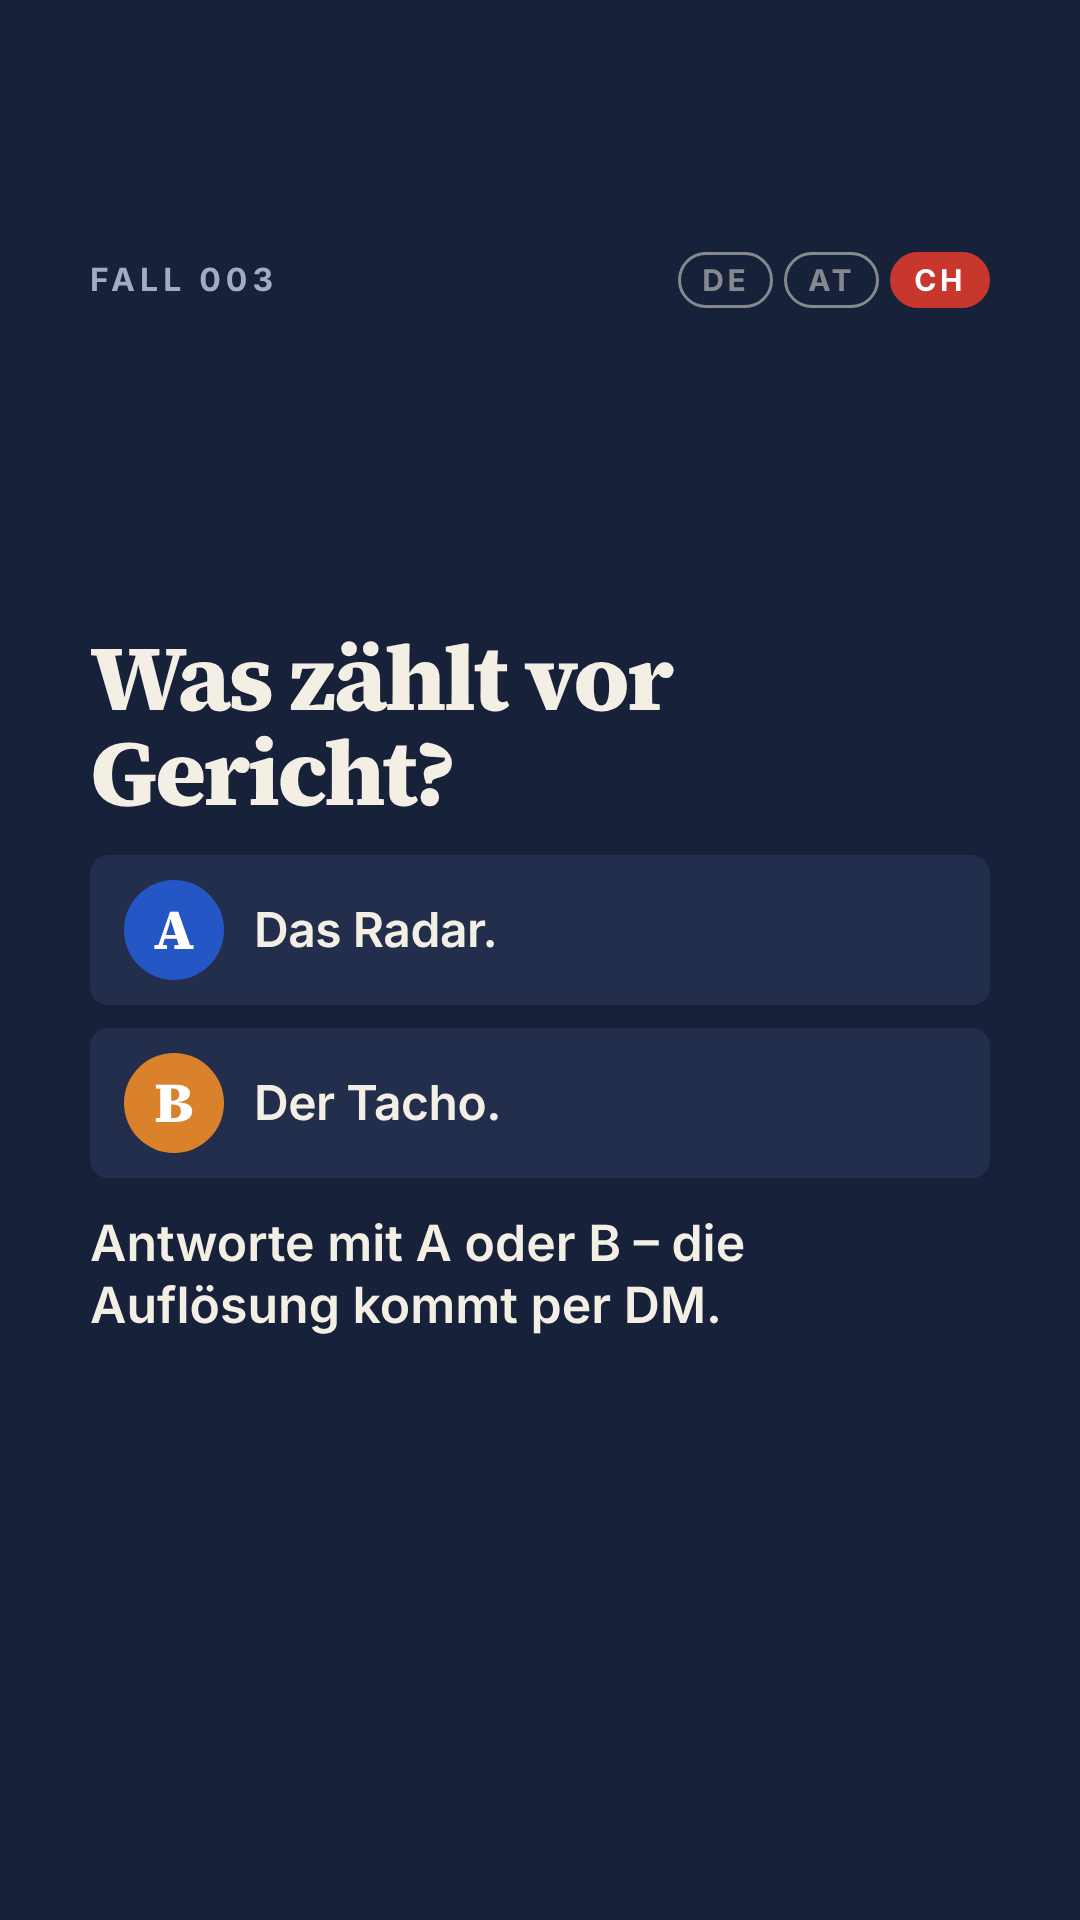 FALL 003
DE AT CH
Was zählt vor
Gericht?
A Das Radar.
B Der Tacho.
Antworte mit A oder B – die
Auflösung kommt per DM.